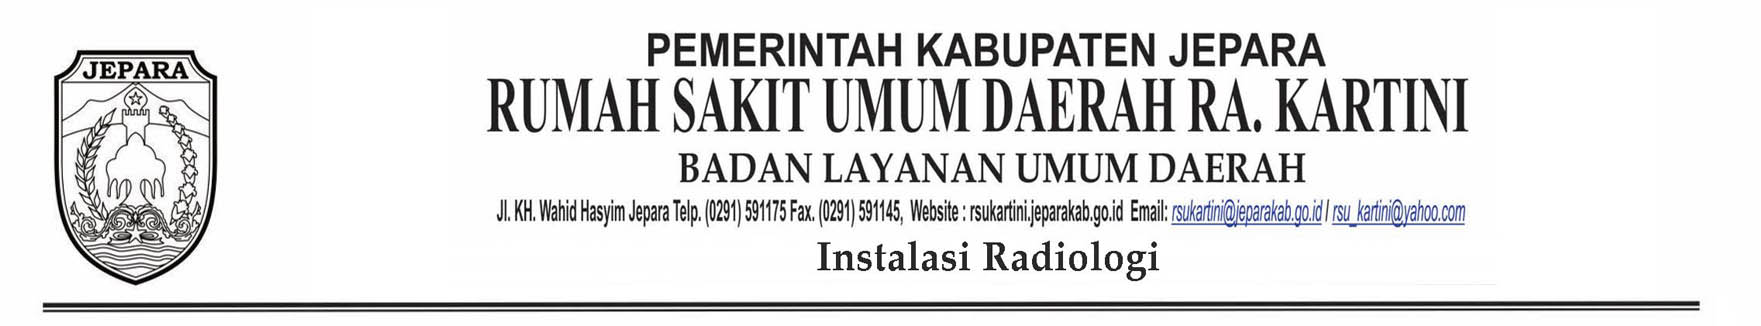 JEPARA
PEMERINTAH KABUPATEN JEPARA
RUMAH SAKIT UMUM DAERAH RA. KARTINI
BADAN LAYANAN UMUM DAERAH
Jl. KH. Wahid Hasyim Jepara Telp. (0291) 591175 Fax. (0291) 591145, Website : rsukartini.jeparakab.go.id Email: rsukartini@jeparakab.go.id / rsu_kartini@yahoo.com
Instalasi Radiologi